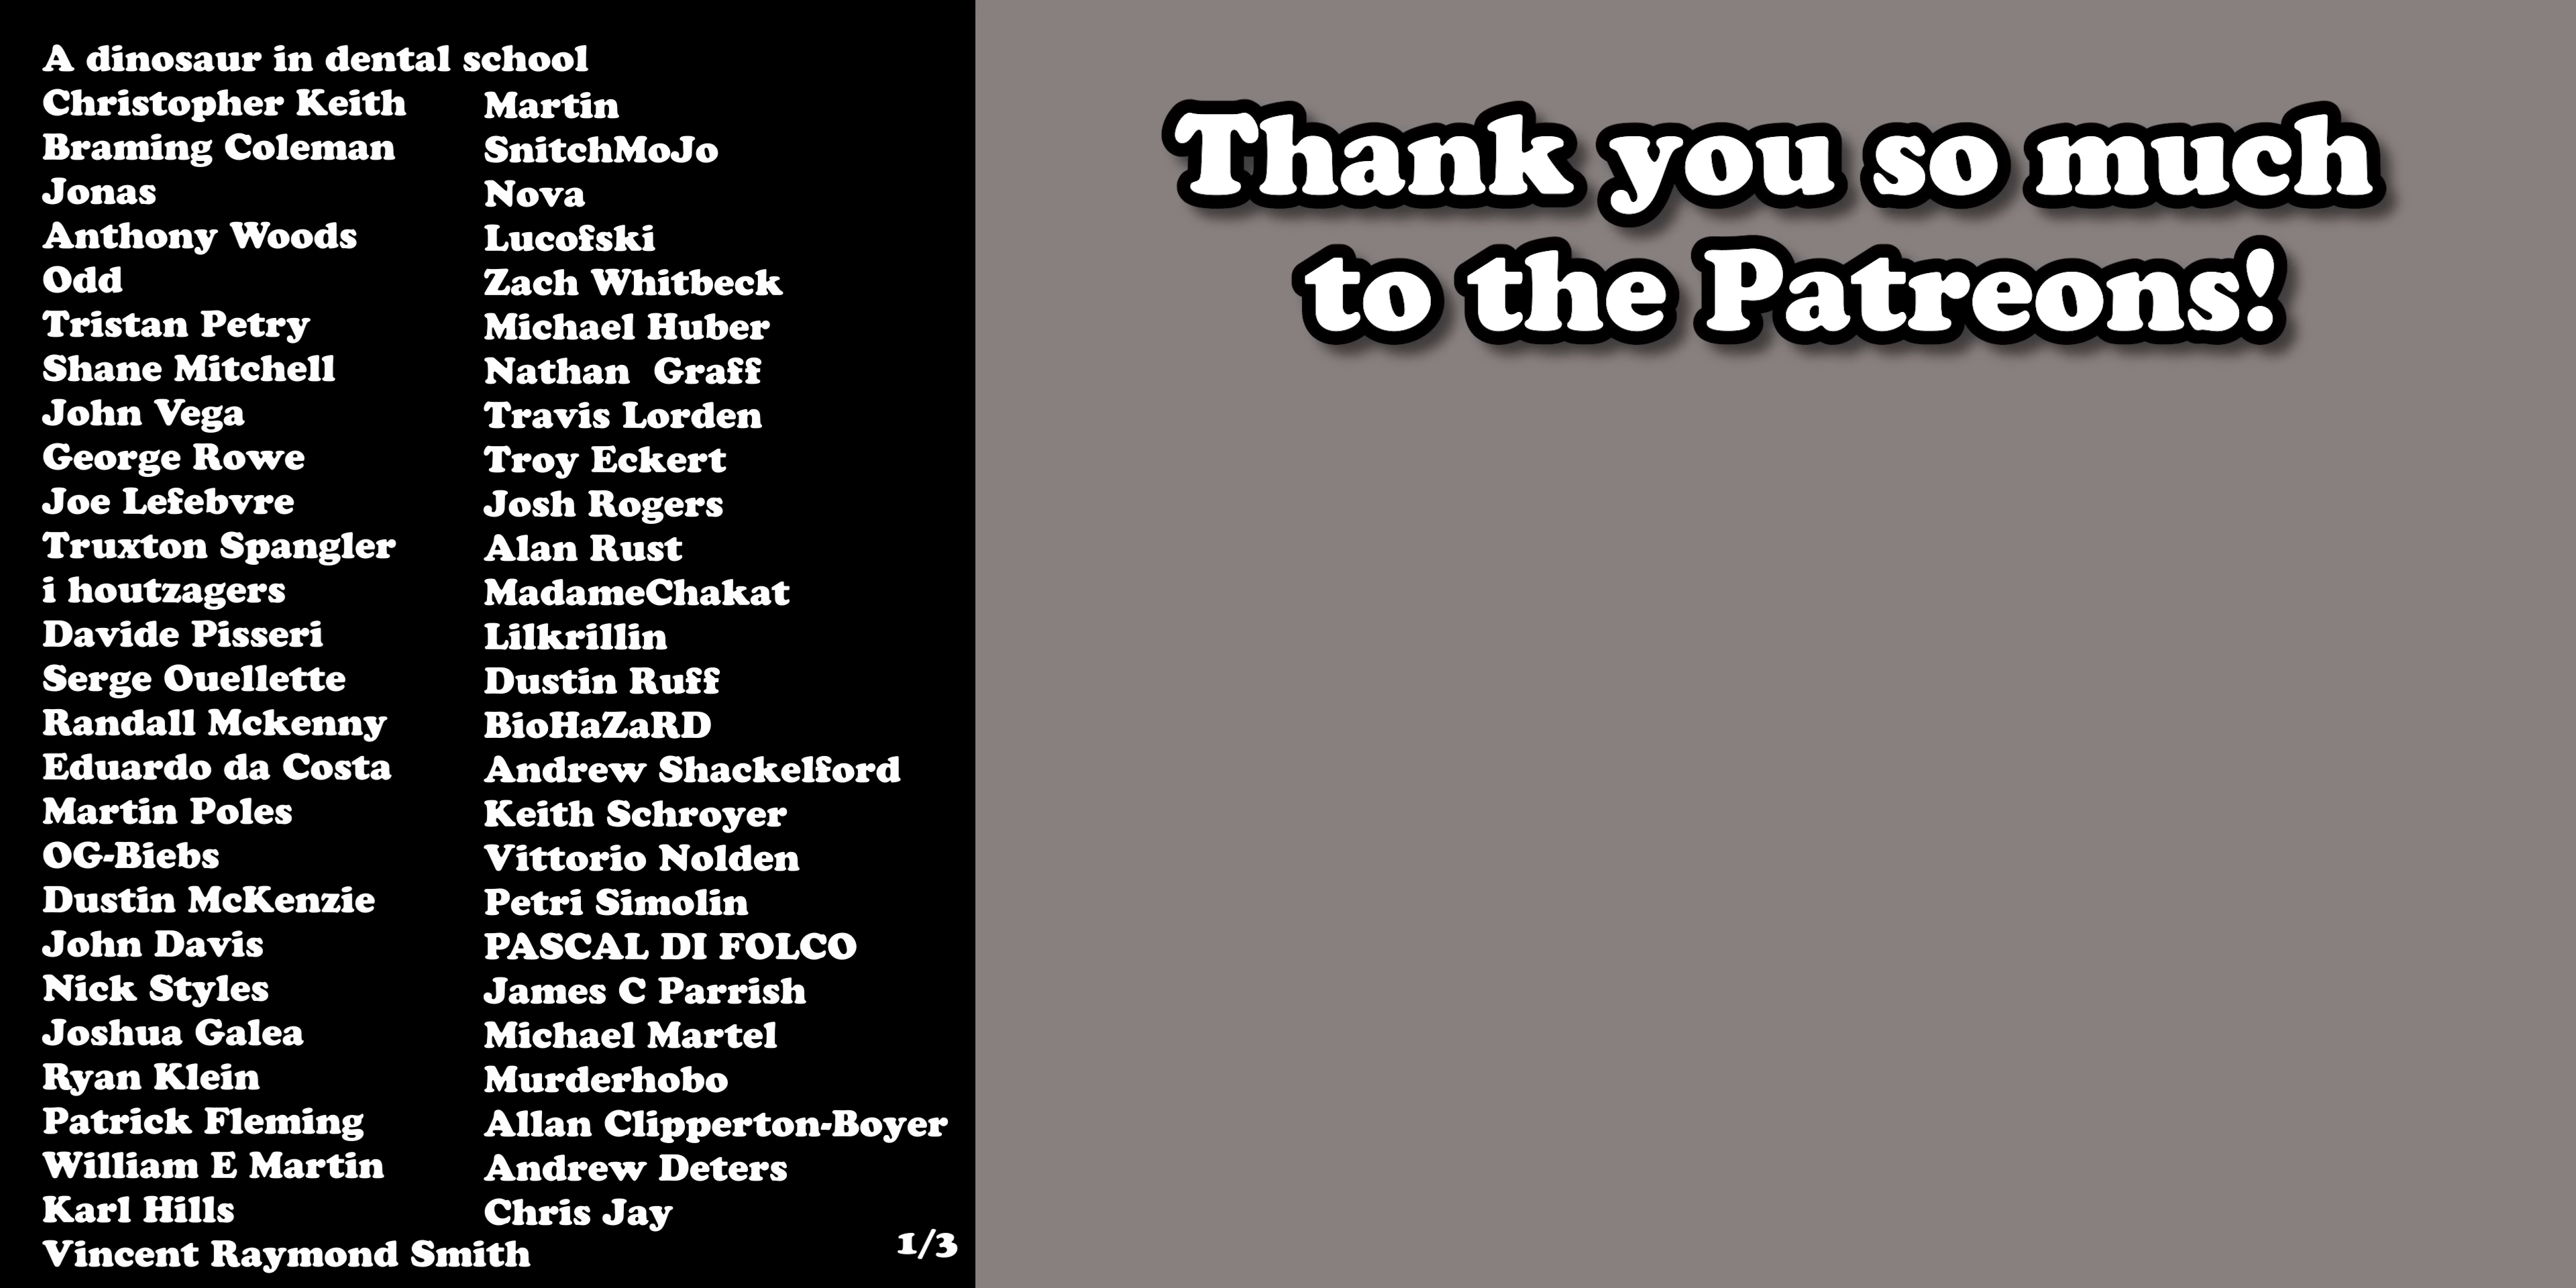 A dinosaur in dental school
Christopher Keith
Braming Coleman
Jonas
Anthony Woods
Odd
Tristan Petry
Shane Mitchell
John Vega
George Rowe
Joe Lefebvre
Truxton Spangler
i houtzagers
Davide Pisseri
Serge Ouellette
Randall Mckenny
Eduardo da Costa
Martin Poles
OG-Biebs
Dustin McKenzie
John Davis
Nick Styles
Joshua Galea
Ryan Klein
Patrick Fleming
William E Martin
Karl Hills
Vincent Raymond Smith
Martin
SnitchMoJo
Nova
Lucofski
Zach Whitbeck
Michael Huber
Nathan  Graff
Travis Lorden
Troy Eckert
Josh Rogers
Alan Rust
MadameChakat
Lilkrillin
Dustin Ruff
BioHaZaRD
Andrew Shackelford
Keith Schroyer
Vittorio Nolden
Petri Simolin
PASCAL DI FOLCO
James C Parrish
Michael Martel
Murderhobo
Allan Clipperton-Boyer
Andrew Deters
Chris Jay
1/3
Thank you so much
to the Patreons!